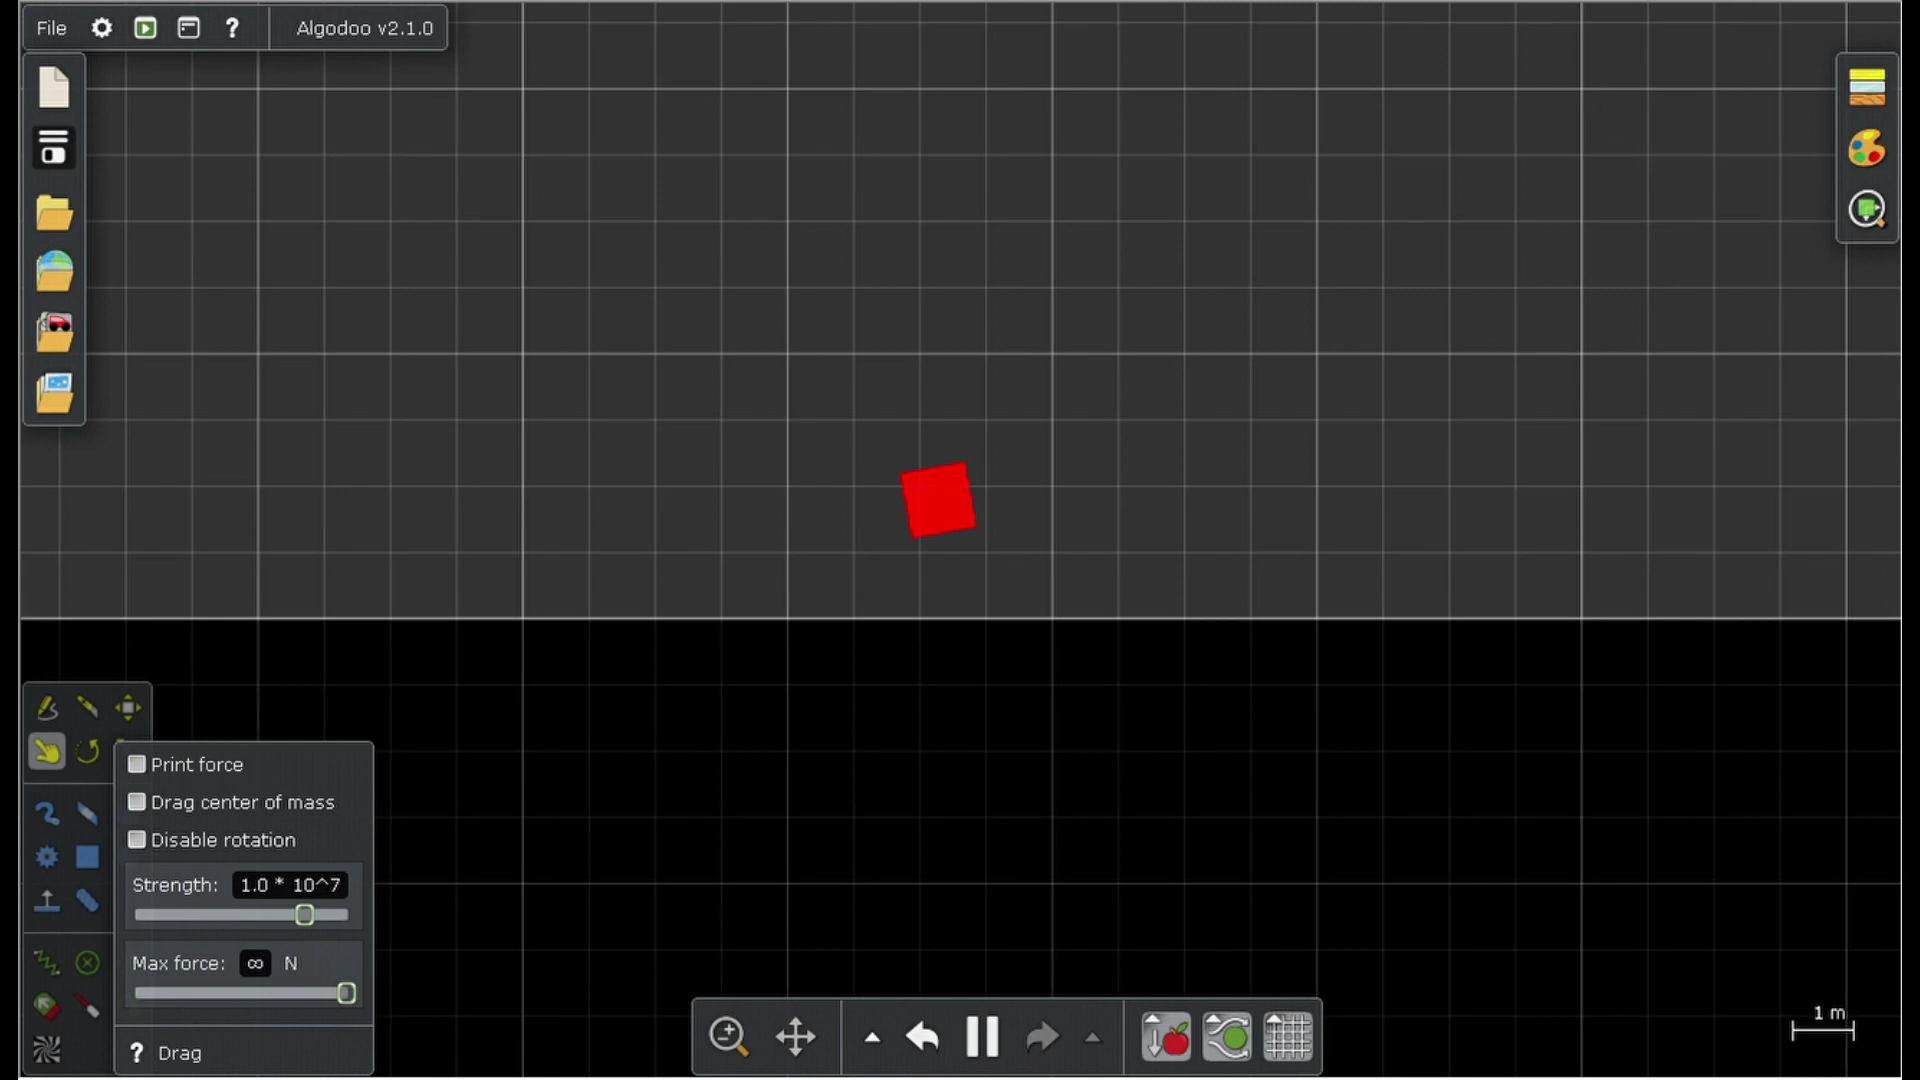 File ? Algodoo v2.1.0
Print force
Drag center of mass
Disable rotation
Strength: 1.0 * 10^7
Max force: ∞ N
? Drag
1 m